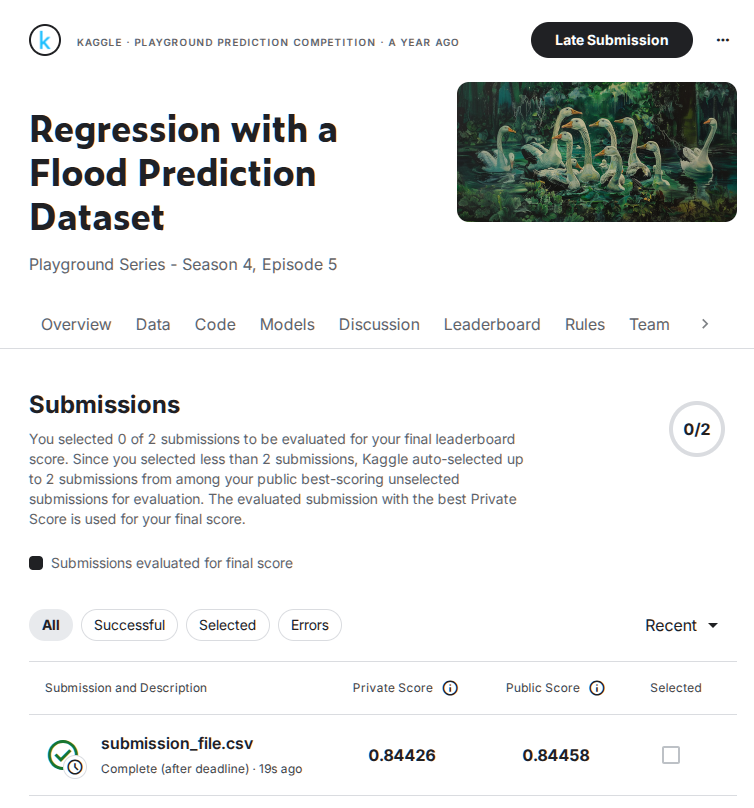 KAGGLE · PLAYGROUND PREDICTION COMPETITION · A YEAR AGO
Late Submission
Regression with a
Flood Prediction
Dataset
Playground Series - Season 4, Episode 5
Overview Data Code Models Discussion Leaderboard Rules Team
Submissions
0/2
You selected 0 of 2 submissions to be evaluated for your final leaderboard
score. Since you selected less than 2 submissions, Kaggle auto-selected up
to 2 submissions from among your public best-scoring unselected
submissions for evaluation. The evaluated submission with the best Private
Score is used for your final score.
Submissions evaluated for final score
All Successful Selected Errors Recent
Submission and Description Private Score Public Score Selected
submission_file.csv 0.84426 0.84458
Complete (after deadline) · 19s ago